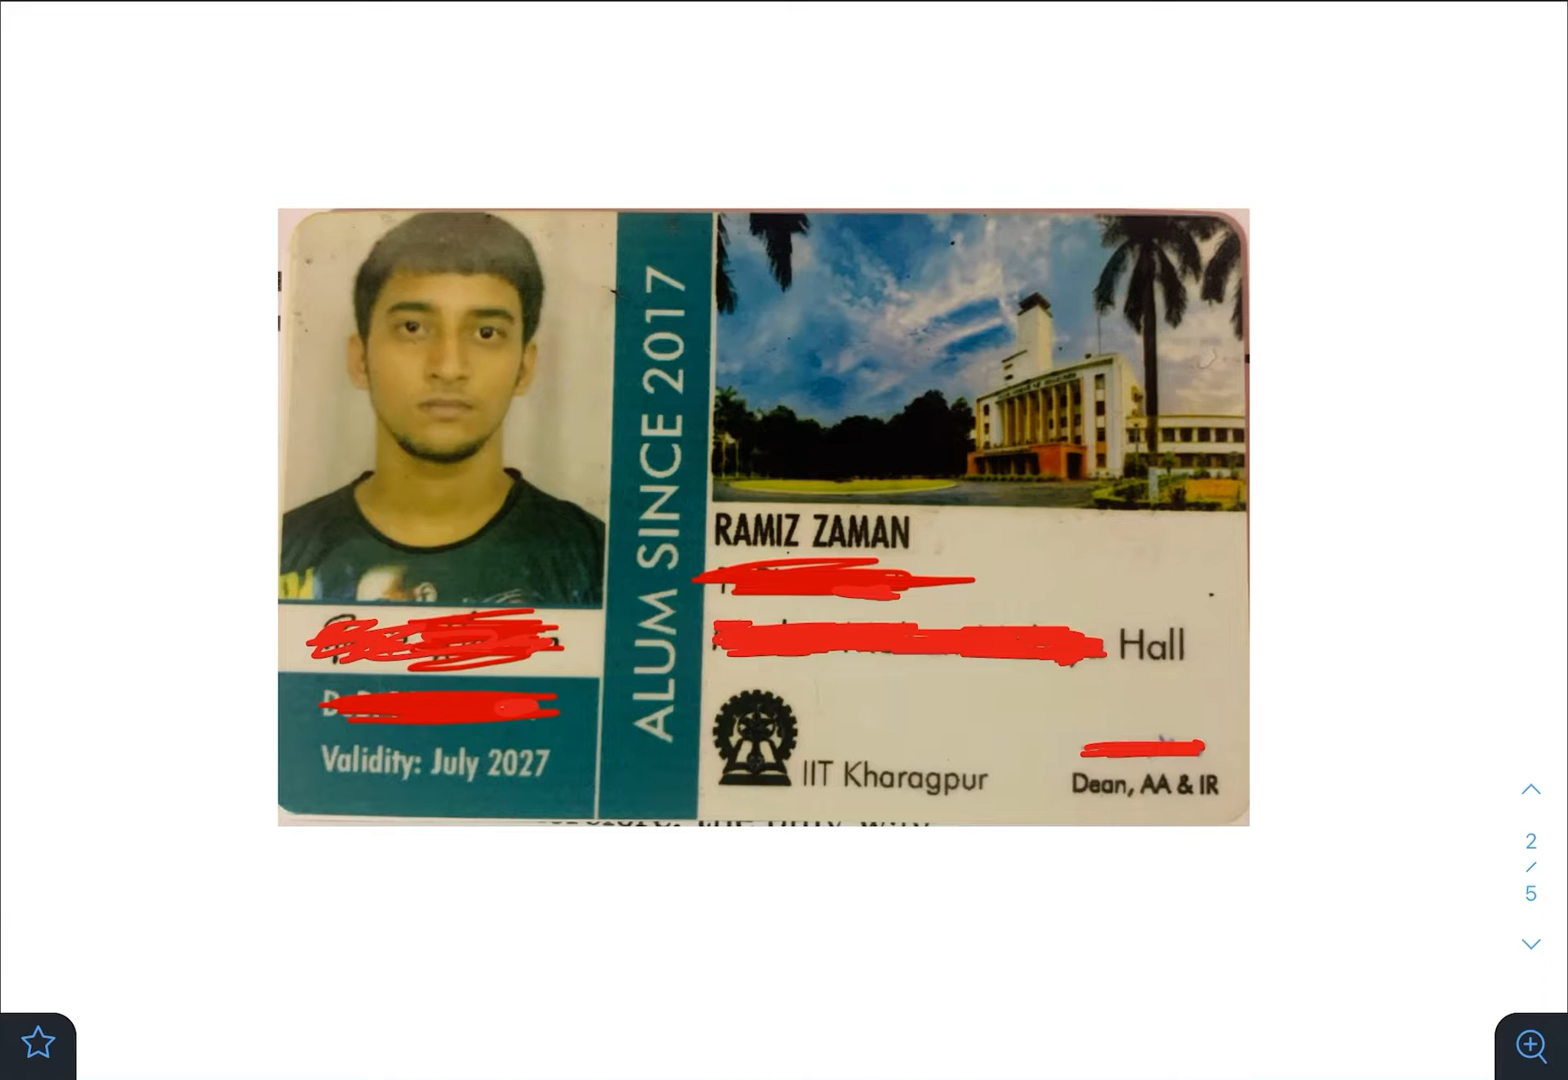 ALUM SINCE 2017
RAMIZ ZAMAN
Hall
Validity: July 2027
IIT Kharagpur
Dean, AA & IR
2
/
5